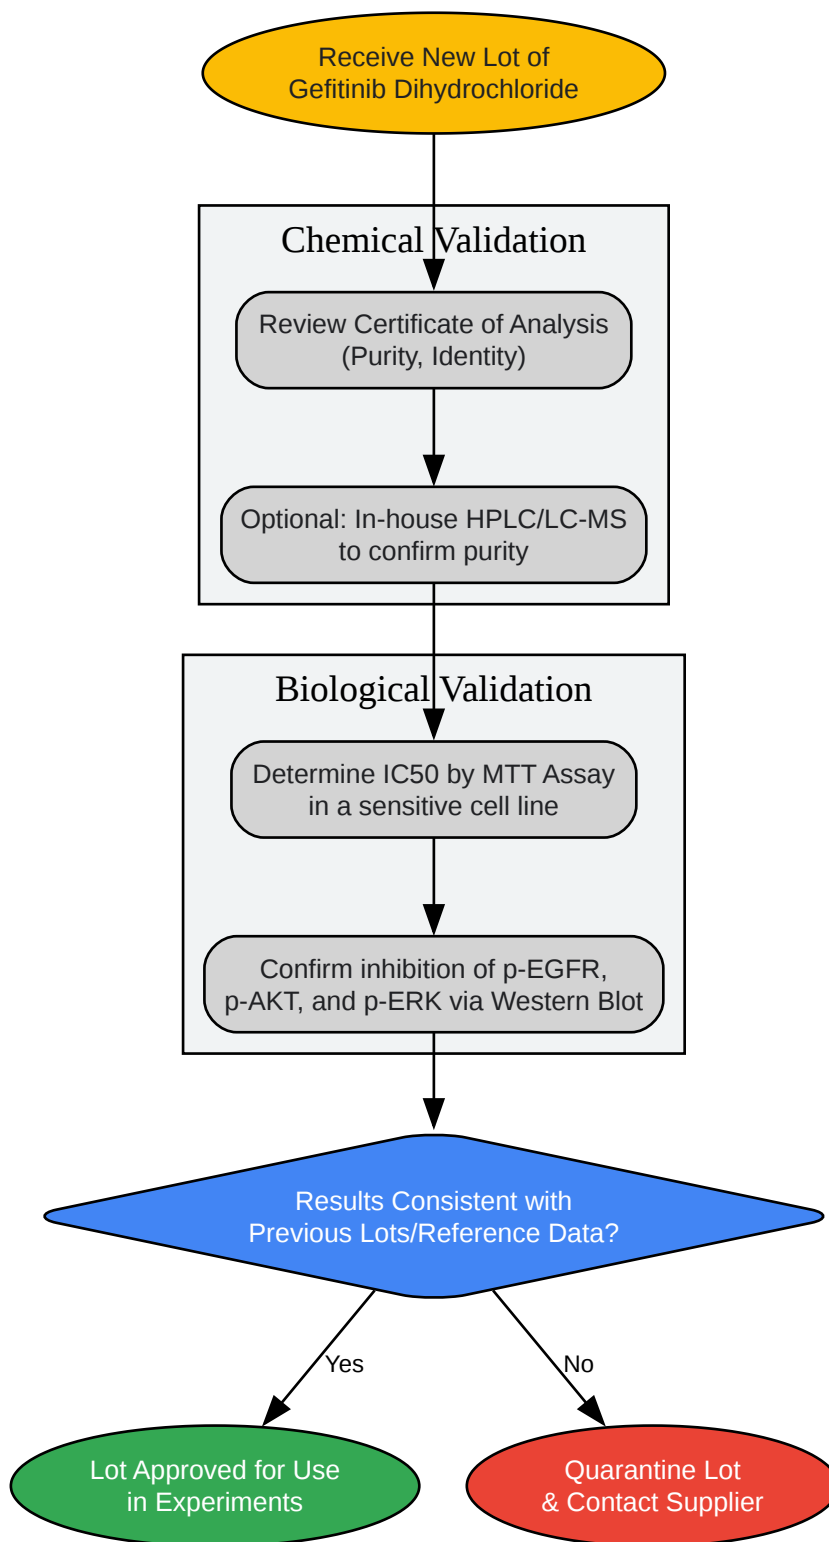 Receive New Lot of
Gefitinib Dihydrochloride
Chemical Validation
Review Certificate of Analysis
(Purity, Identity)
Optional: In-house HPLC/LC-MS
to confirm purity
Biological Validation
Determine IC50 by MTT Assay
in a sensitive cell line
Confirm inhibition of p-EGFR,
p-AKT, and p-ERK via Western Blot
Results Consistent with
Previous Lots/Reference Data?
Yes
No
Lot Approved for Use
in Experiments
Quarantine Lot
& Contact Supplier